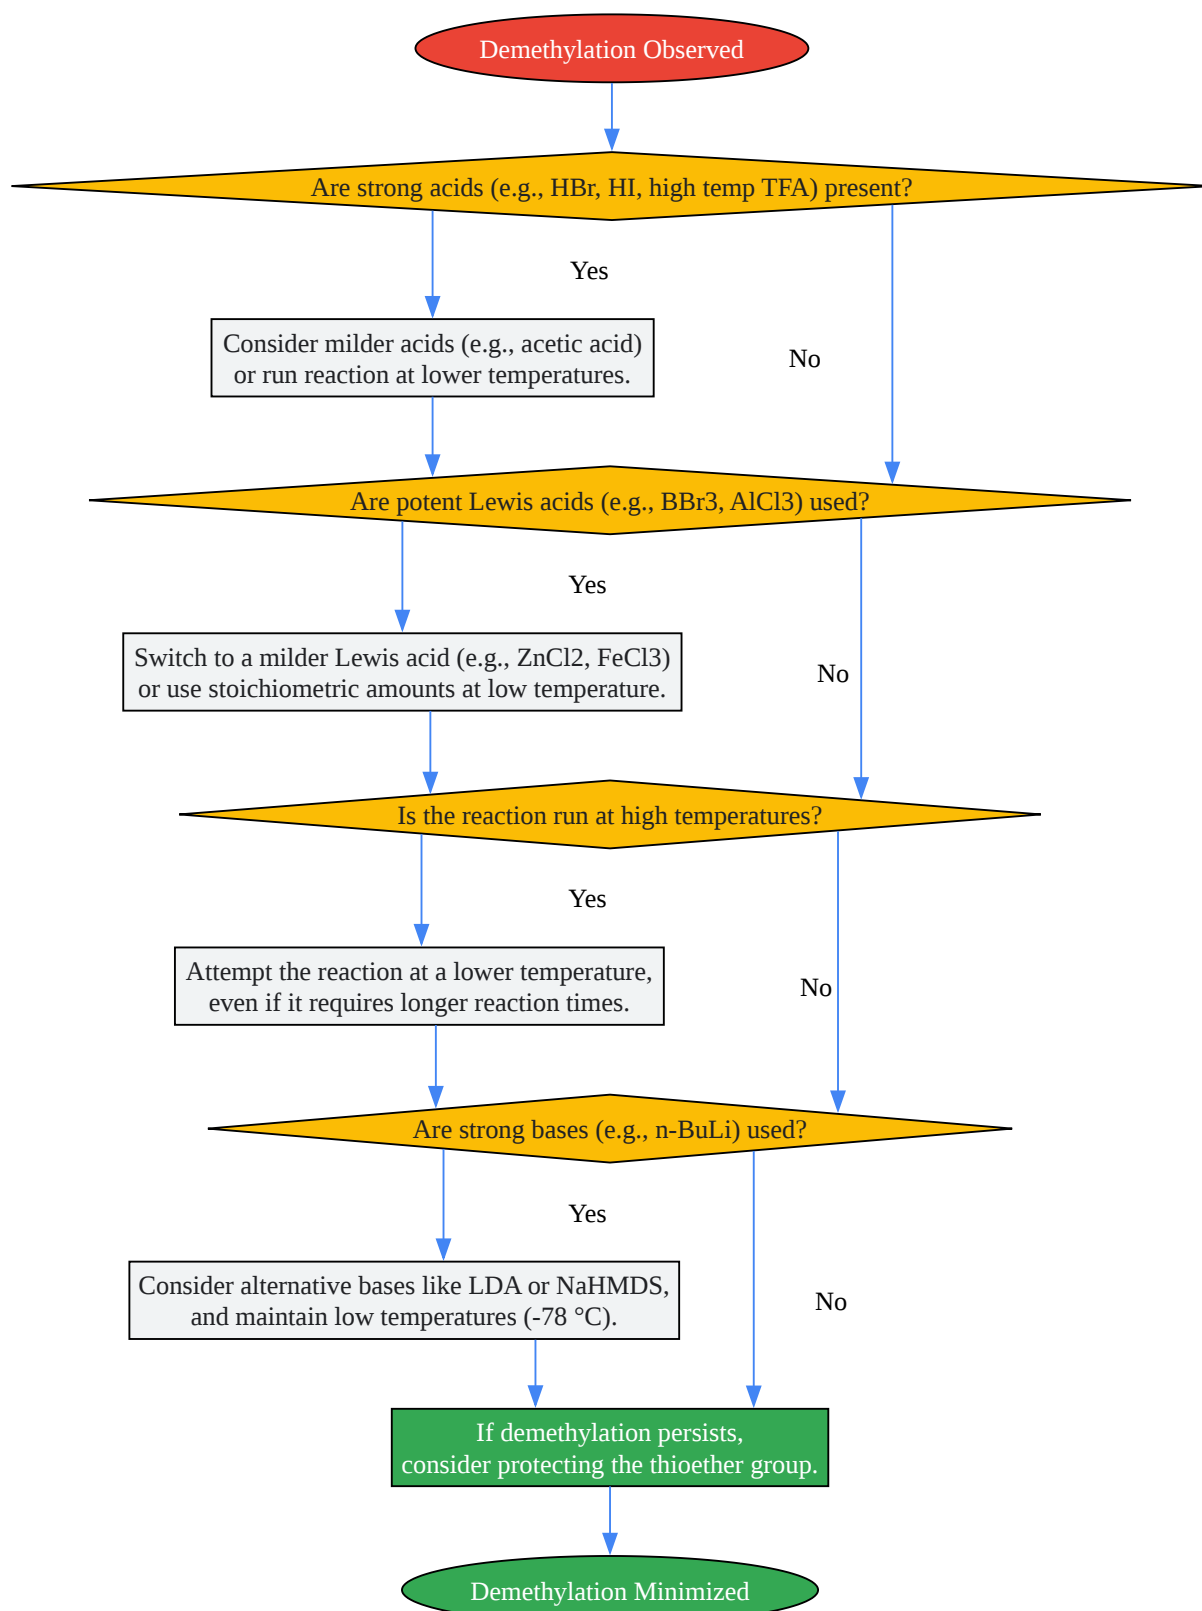 Demethylation Observed
Are strong acids (e.g., HBr, HI, high temp TFA) present?
Yes
Consider milder acids (e.g., acetic acid)
or run reaction at lower temperatures.
No
Are potent Lewis acids (e.g., BBr3, AlCl3) used?
Yes
Switch to a milder Lewis acid (e.g., ZnCl2, FeCl3)
or use stoichiometric amounts at low temperature.
No
Is the reaction run at high temperatures?
Yes
Attempt the reaction at a lower temperature,
even if it requires longer reaction times.
No
Are strong bases (e.g., n-BuLi) used?
Yes
Consider alternative bases like LDA or NaHMDS,
and maintain low temperatures (-78 °C).
No
If demethylation persists,
consider protecting the thioether group.
Demethylation Minimized